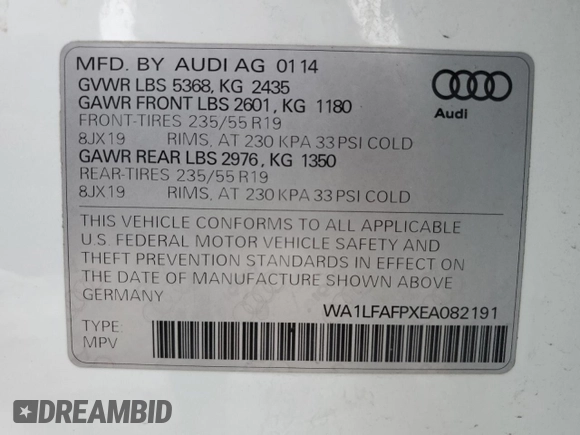 MFD. BY AUDI AG 01 14
GVWR LBS 5368, KG 2435
GAWR FRONT LBS 2601, KG 1180
FRONT-TIRES 235/55 R19
8JX19 RIMS, AT 230 KPA 33 PSI COLD
GAWR REAR LBS 2976, KG 1350
REAR-TIRES 235/55 R19
8JX19 RIMS, AT 230 KPA 33 PSI COLD
Audi
THIS VEHICLE CONFORMS TO ALL APPLICABLE
U.S. FEDERAL MOTOR VEHICLE SAFETY AND
THEFT PREVENTION STANDARDS IN EFFECT ON
THE DATE OF MANUFACTURE SHOWN ABOVE
GERMANY
WA1LFAFPXEA082191
TYPE:
MPV
DREAMBID